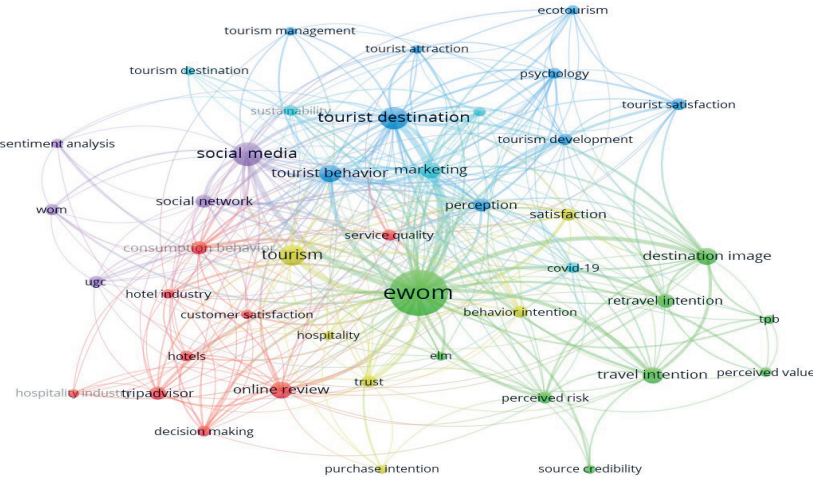 ecotourism
tourism management
tourist attraction
tourism destination
psychology
tourist satisfaction
sustainability
tourist destination
sentiment analysis
tourism development
social media
tourist behavior
marketing
social network
perception
wom
satisfaction
service quality
consumption behavior
tourism
destination image
covid-19
ugc
hotel industry
ewom
retravel intention
customer satisfaction
behavior intention
tpb
hospitality
hotels
elm
travel intention
perceived value
trust
online review
hospitality industry
tripadvisor
perceived risk
decision making
purchase intention
source credibility